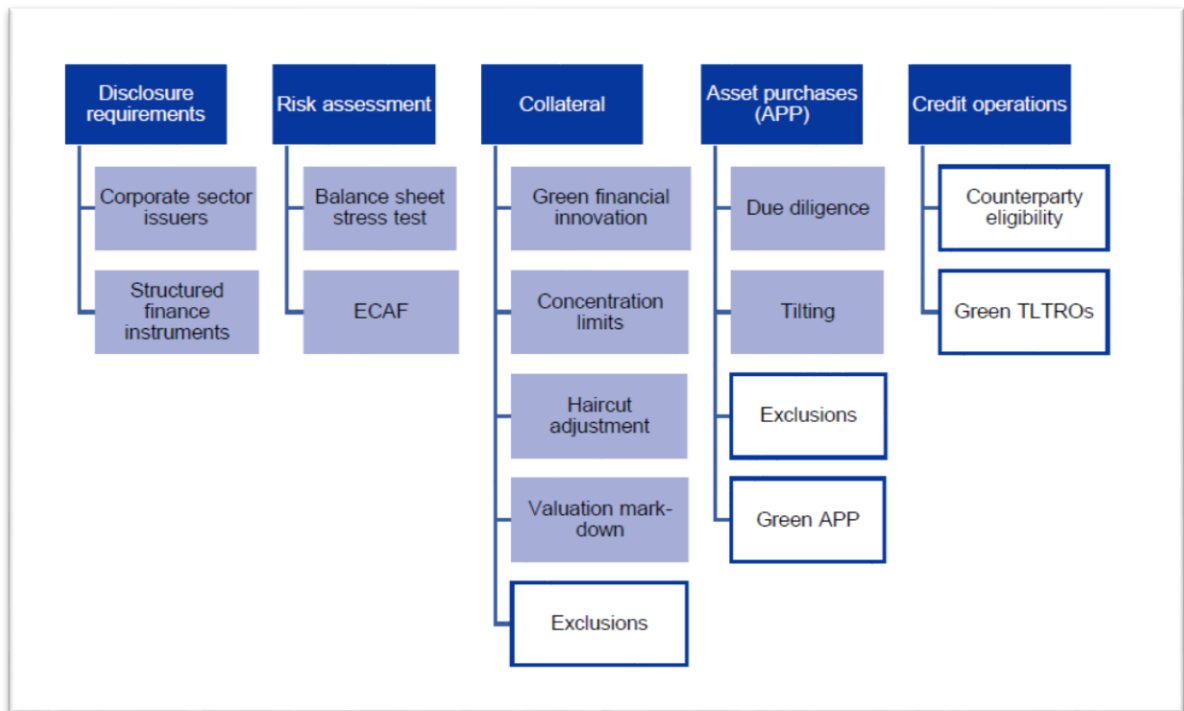 Disclosure
requirements
Corporate sector
issuers
Structured
finance
instruments
Risk assessment
Balance sheet
stress test
ECAF
Collateral
Green financial
innovation
Concentration
limits
Haircut
adjustment
Valuation mark-
down
Exclusions
Asset purchases
(APP)
Due diligence
Tilting
Exclusions
Green APP
Credit operations
Counterparty
eligibility
Green TLTROs